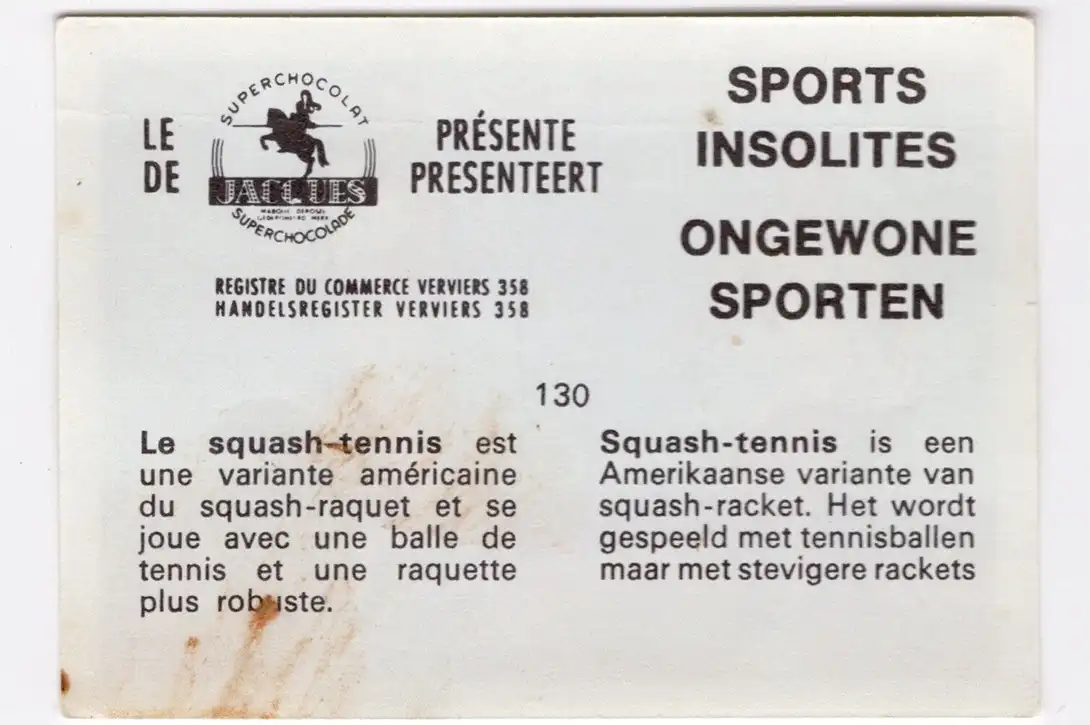 LE
DE
SUPERCHOCOLAT
JACQUES
MARQUE DEPOSEE
SUPERCHOCOLADE
PRÉSENTE
PRESENTEERT
REGISTRE DU COMMERCE VERVIERS 358
HANDELSREGISTER VERVIERS 358
SPORTS
INSOLITES
ONGEWONE
SPORTEN
130
Le squash-tennis est
une variante américaine
du squash-raquet et se
joue avec une balle de
tennis et une raquette
plus robuste.
Squash-tennis is een
Amerikaanse variante van
squash-racket. Het wordt
gespeeld met tennisballen
maar met stevigere rackets